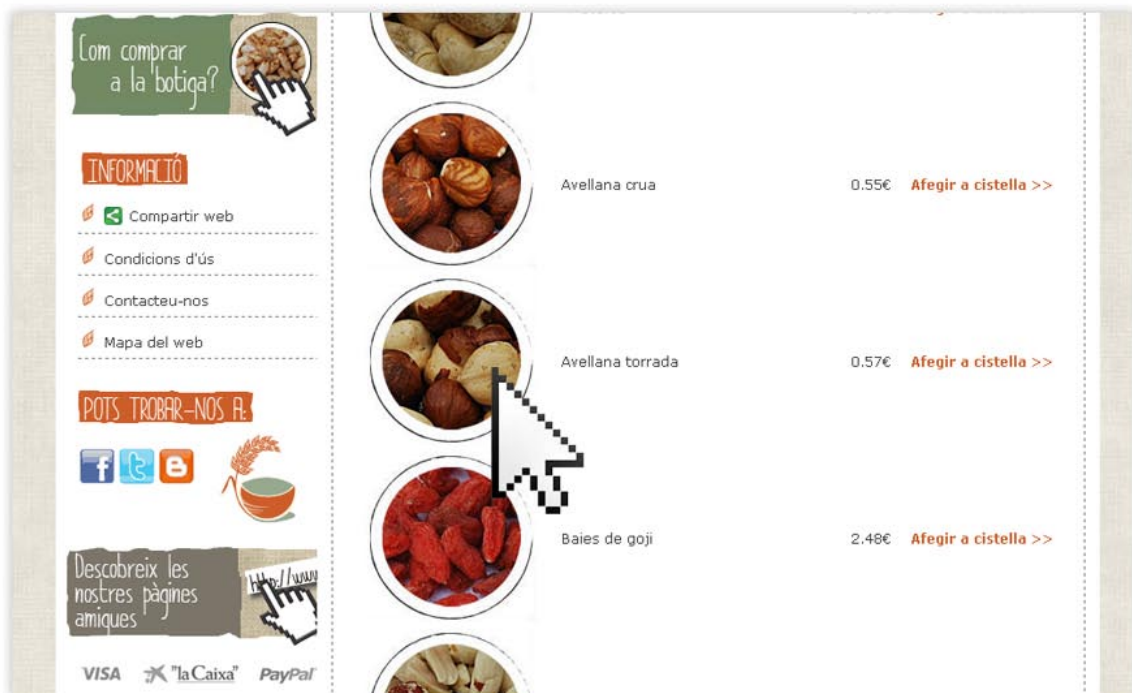 Com comprar
a la botiga?
INFORMACIÓ
Compartir web
Condicions d'ús
Contacteu-nos
Mapa del web
POTS TROBAR-NOS A:
Descobreix les
nostres pàgines
amigues
http://www
VISA "la Caixa" PayPal
Avellana crua 0.55€ Afegir a cistella >>
Avellana torrada 0.57€ Afegir a cistella >>
Baies de goji 2.48€ Afegir a cistella >>